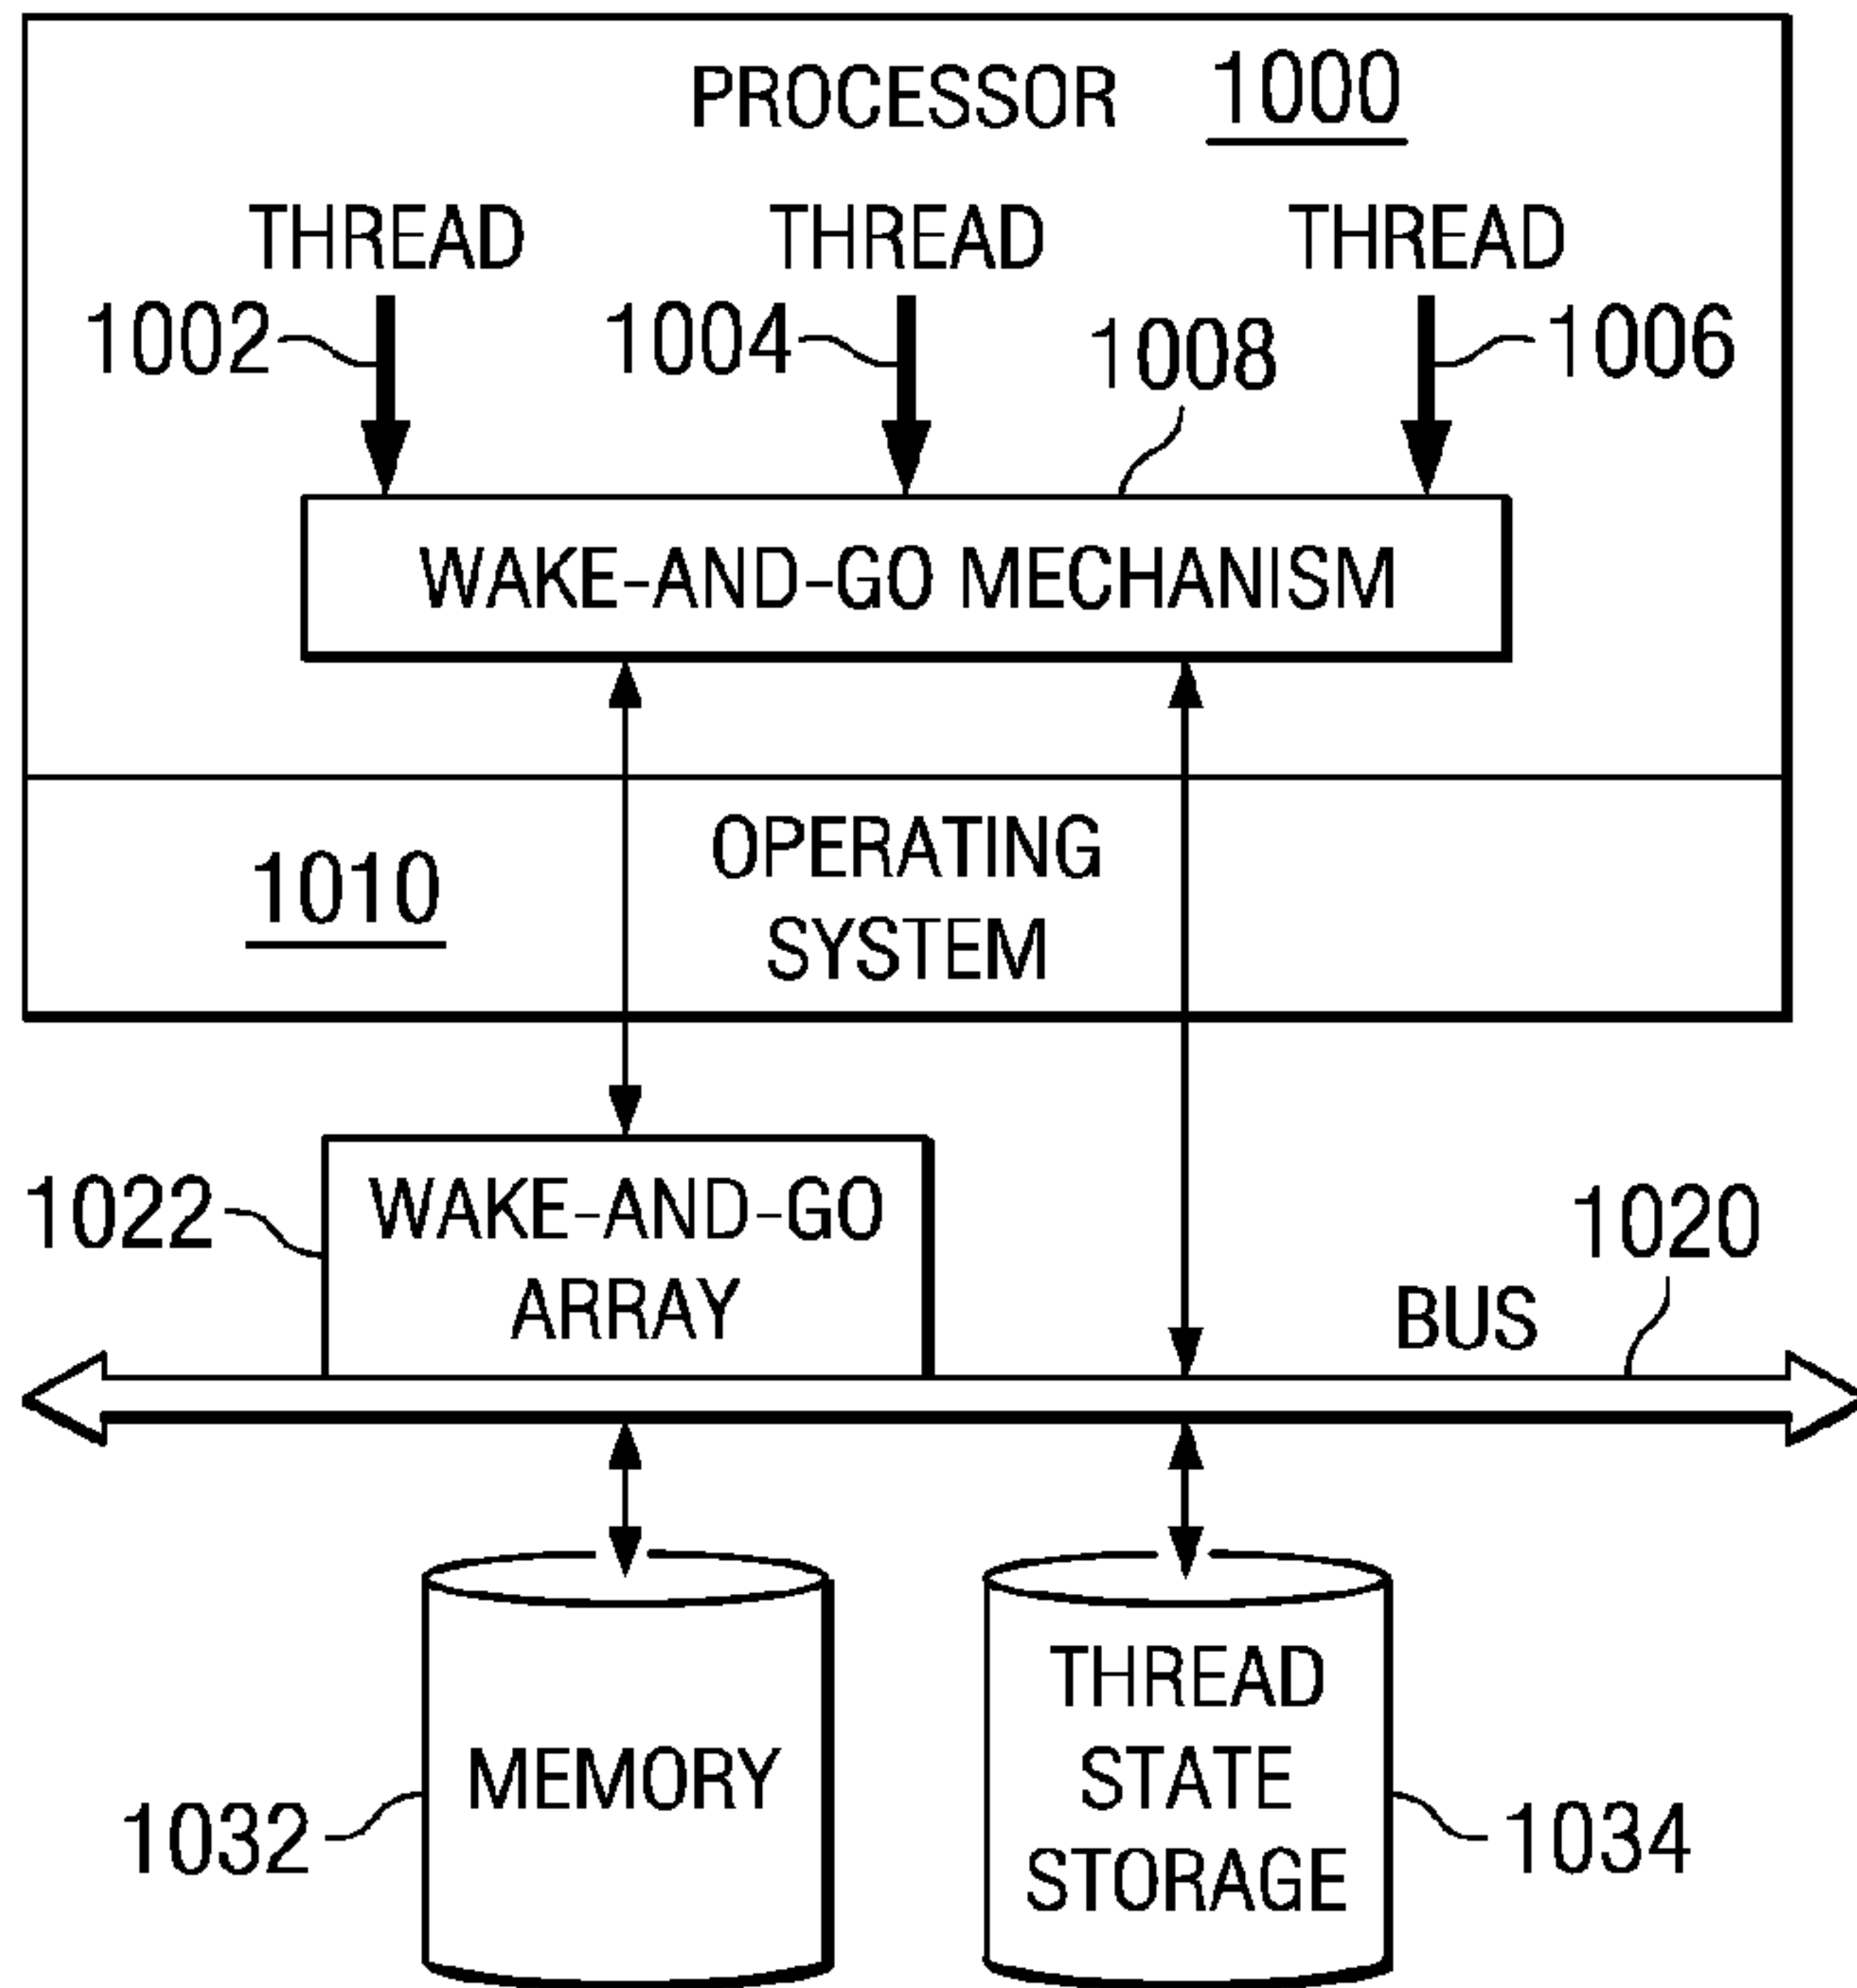 PROCESSOR 1000
THREAD THREAD THREAD
1002 1004 1008 1006
WAKE-AND-GO MECHANISM
OPERATING
1010
SYSTEM
1022
WAKE-AND-GO
ARRAY
1020
BUS
MEMORY
1032
THREAD
STATE
STORAGE
1034